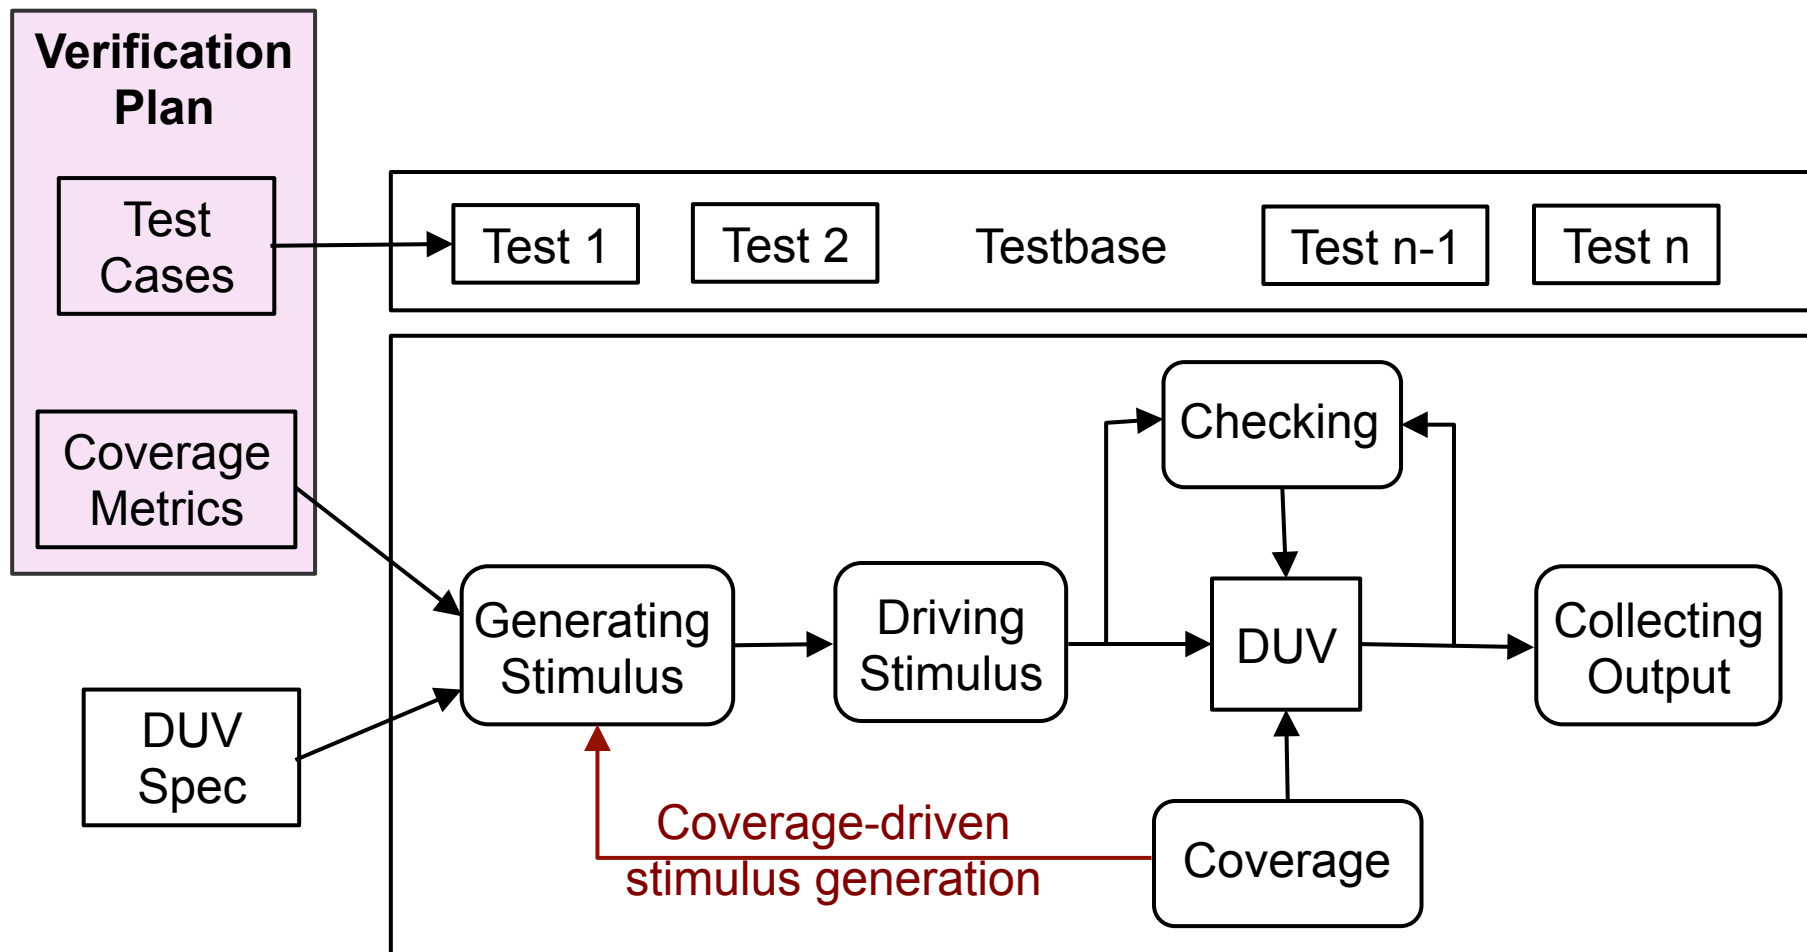 Verification
Plan
Test
Cases
Test 1
Test 2
Testbase
Test n-1
Test n
Coverage
Metrics
Checking
Generating
Stimulus
Driving
Stimulus
DUV
Collecting
Output
DUV
Spec
Coverage-driven
stimulus generation
Coverage